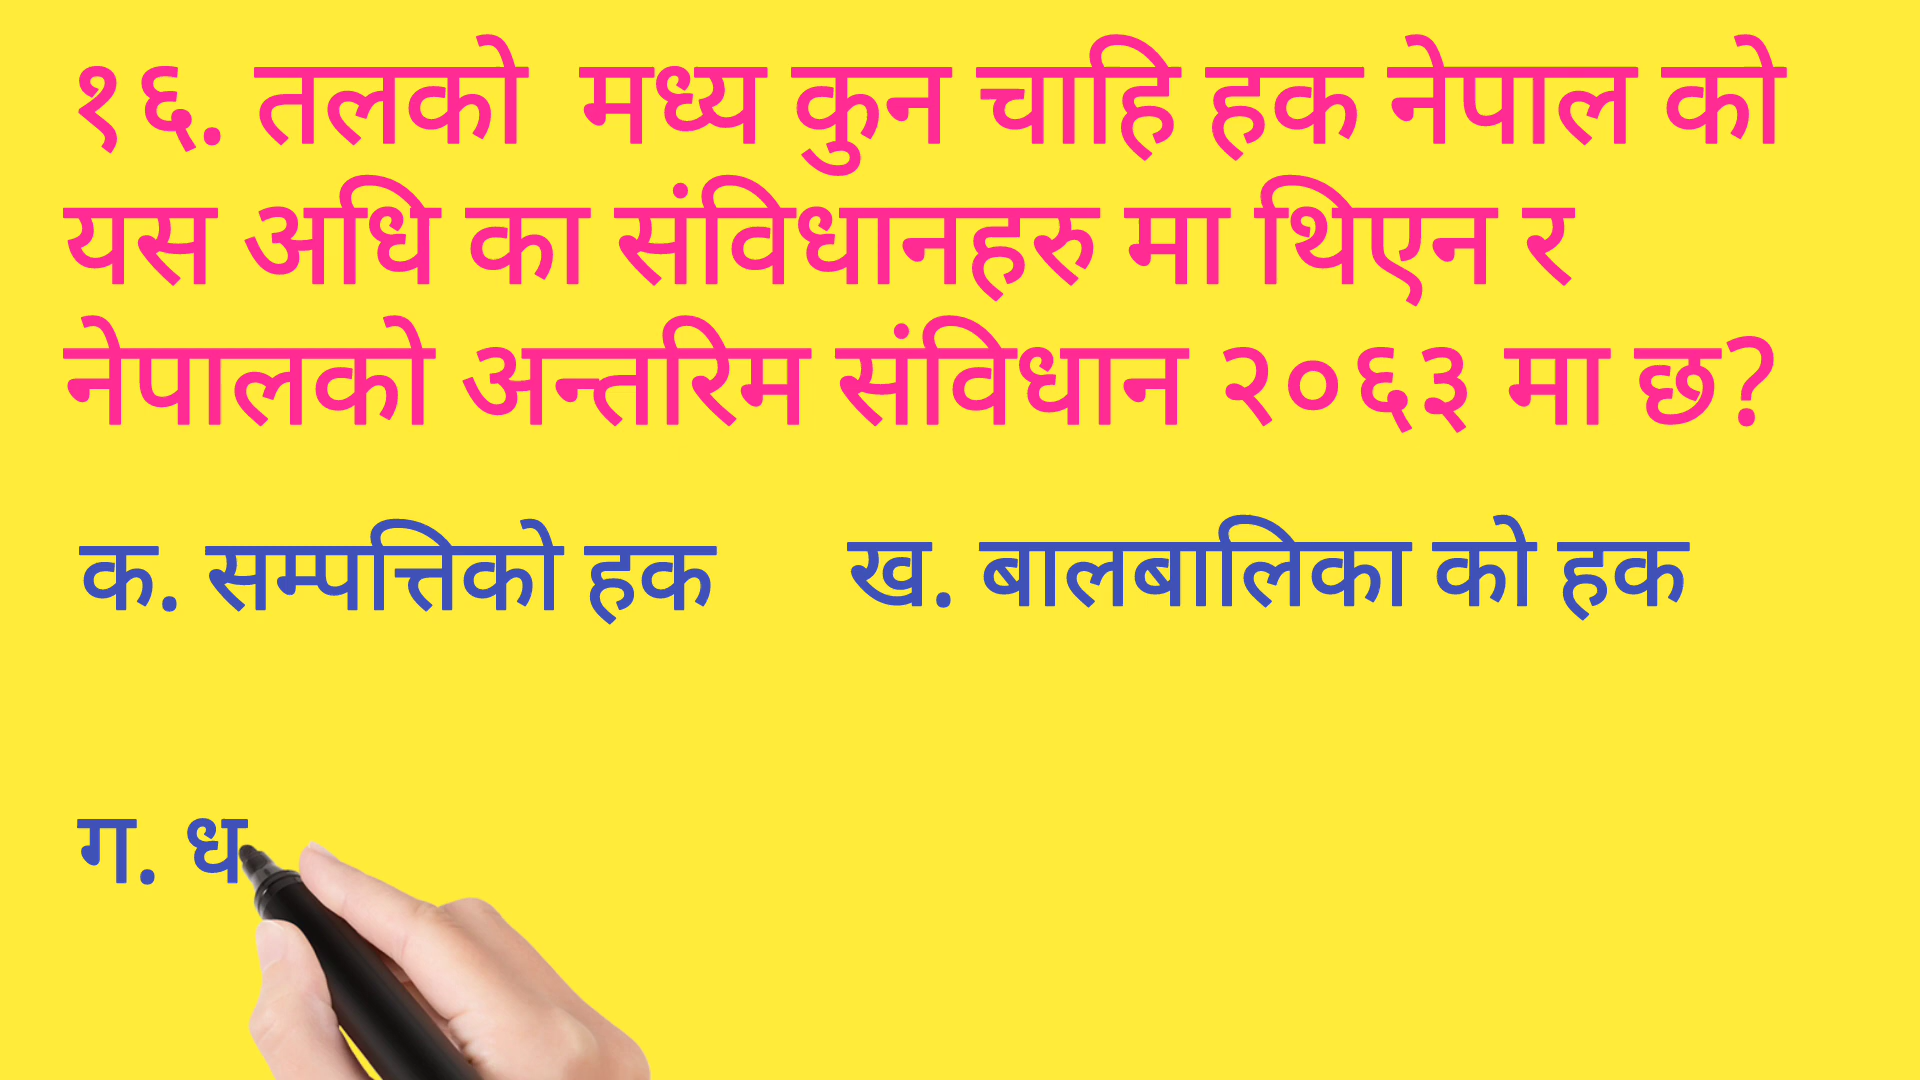 १६. तलको मध्य कुन चाहि हक नेपाल को
यस अधि का संविधानहरु मा थिएन र
नेपालको अन्तरिम संविधान २०६३ मा छ?
क. सम्पत्तिको हक ख. बालबालिका को हक
ग. ध